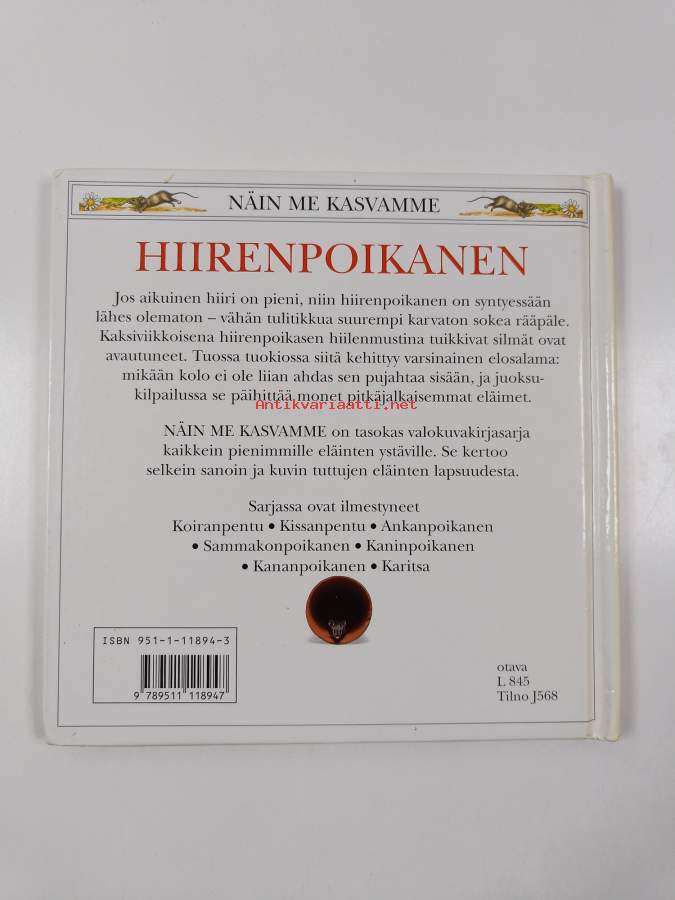 NÄIN ME KASVAMME
HIIRENPOIKANEN
Jos aikuinen hiiri on pieni, niin hiirenpoikanen on syntyessään
lähes olematon – vähän tulitikkua suurempi karvaton sokea rääpäle.
Kaksiviikkoisena hiirenpoikasen hiilenmustina tuikkivat silmät ovat
avautuneet. Tuossa tuokiossa siitä kehittyy varsinainen elosalama:
mikään kolo ei ole liian ahdas sen pujahtaa sisään, ja juoksu-
kilpailussa se päihittää monet pitkäjalkaisemmat eläimet.
Antikvariaatti.net
NÄIN ME KASVAMME on tasokas valokuvakirjasarja
kaikkein pienimmille eläinten ystäville. Se kertoo
selkein sanoin ja kuvin tuttujen eläinten lapsuudesta.
Sarjassa ovat ilmestyneet
Koiranpentu • Kissanpentu • Ankanpoikanen
• Sammakonpoikanen • Kaninpoikanen
• Kananpoikanen • Karitsa
ISBN 951-1-11894-3
9 789511 118947
otava
L 845
Tilno J568